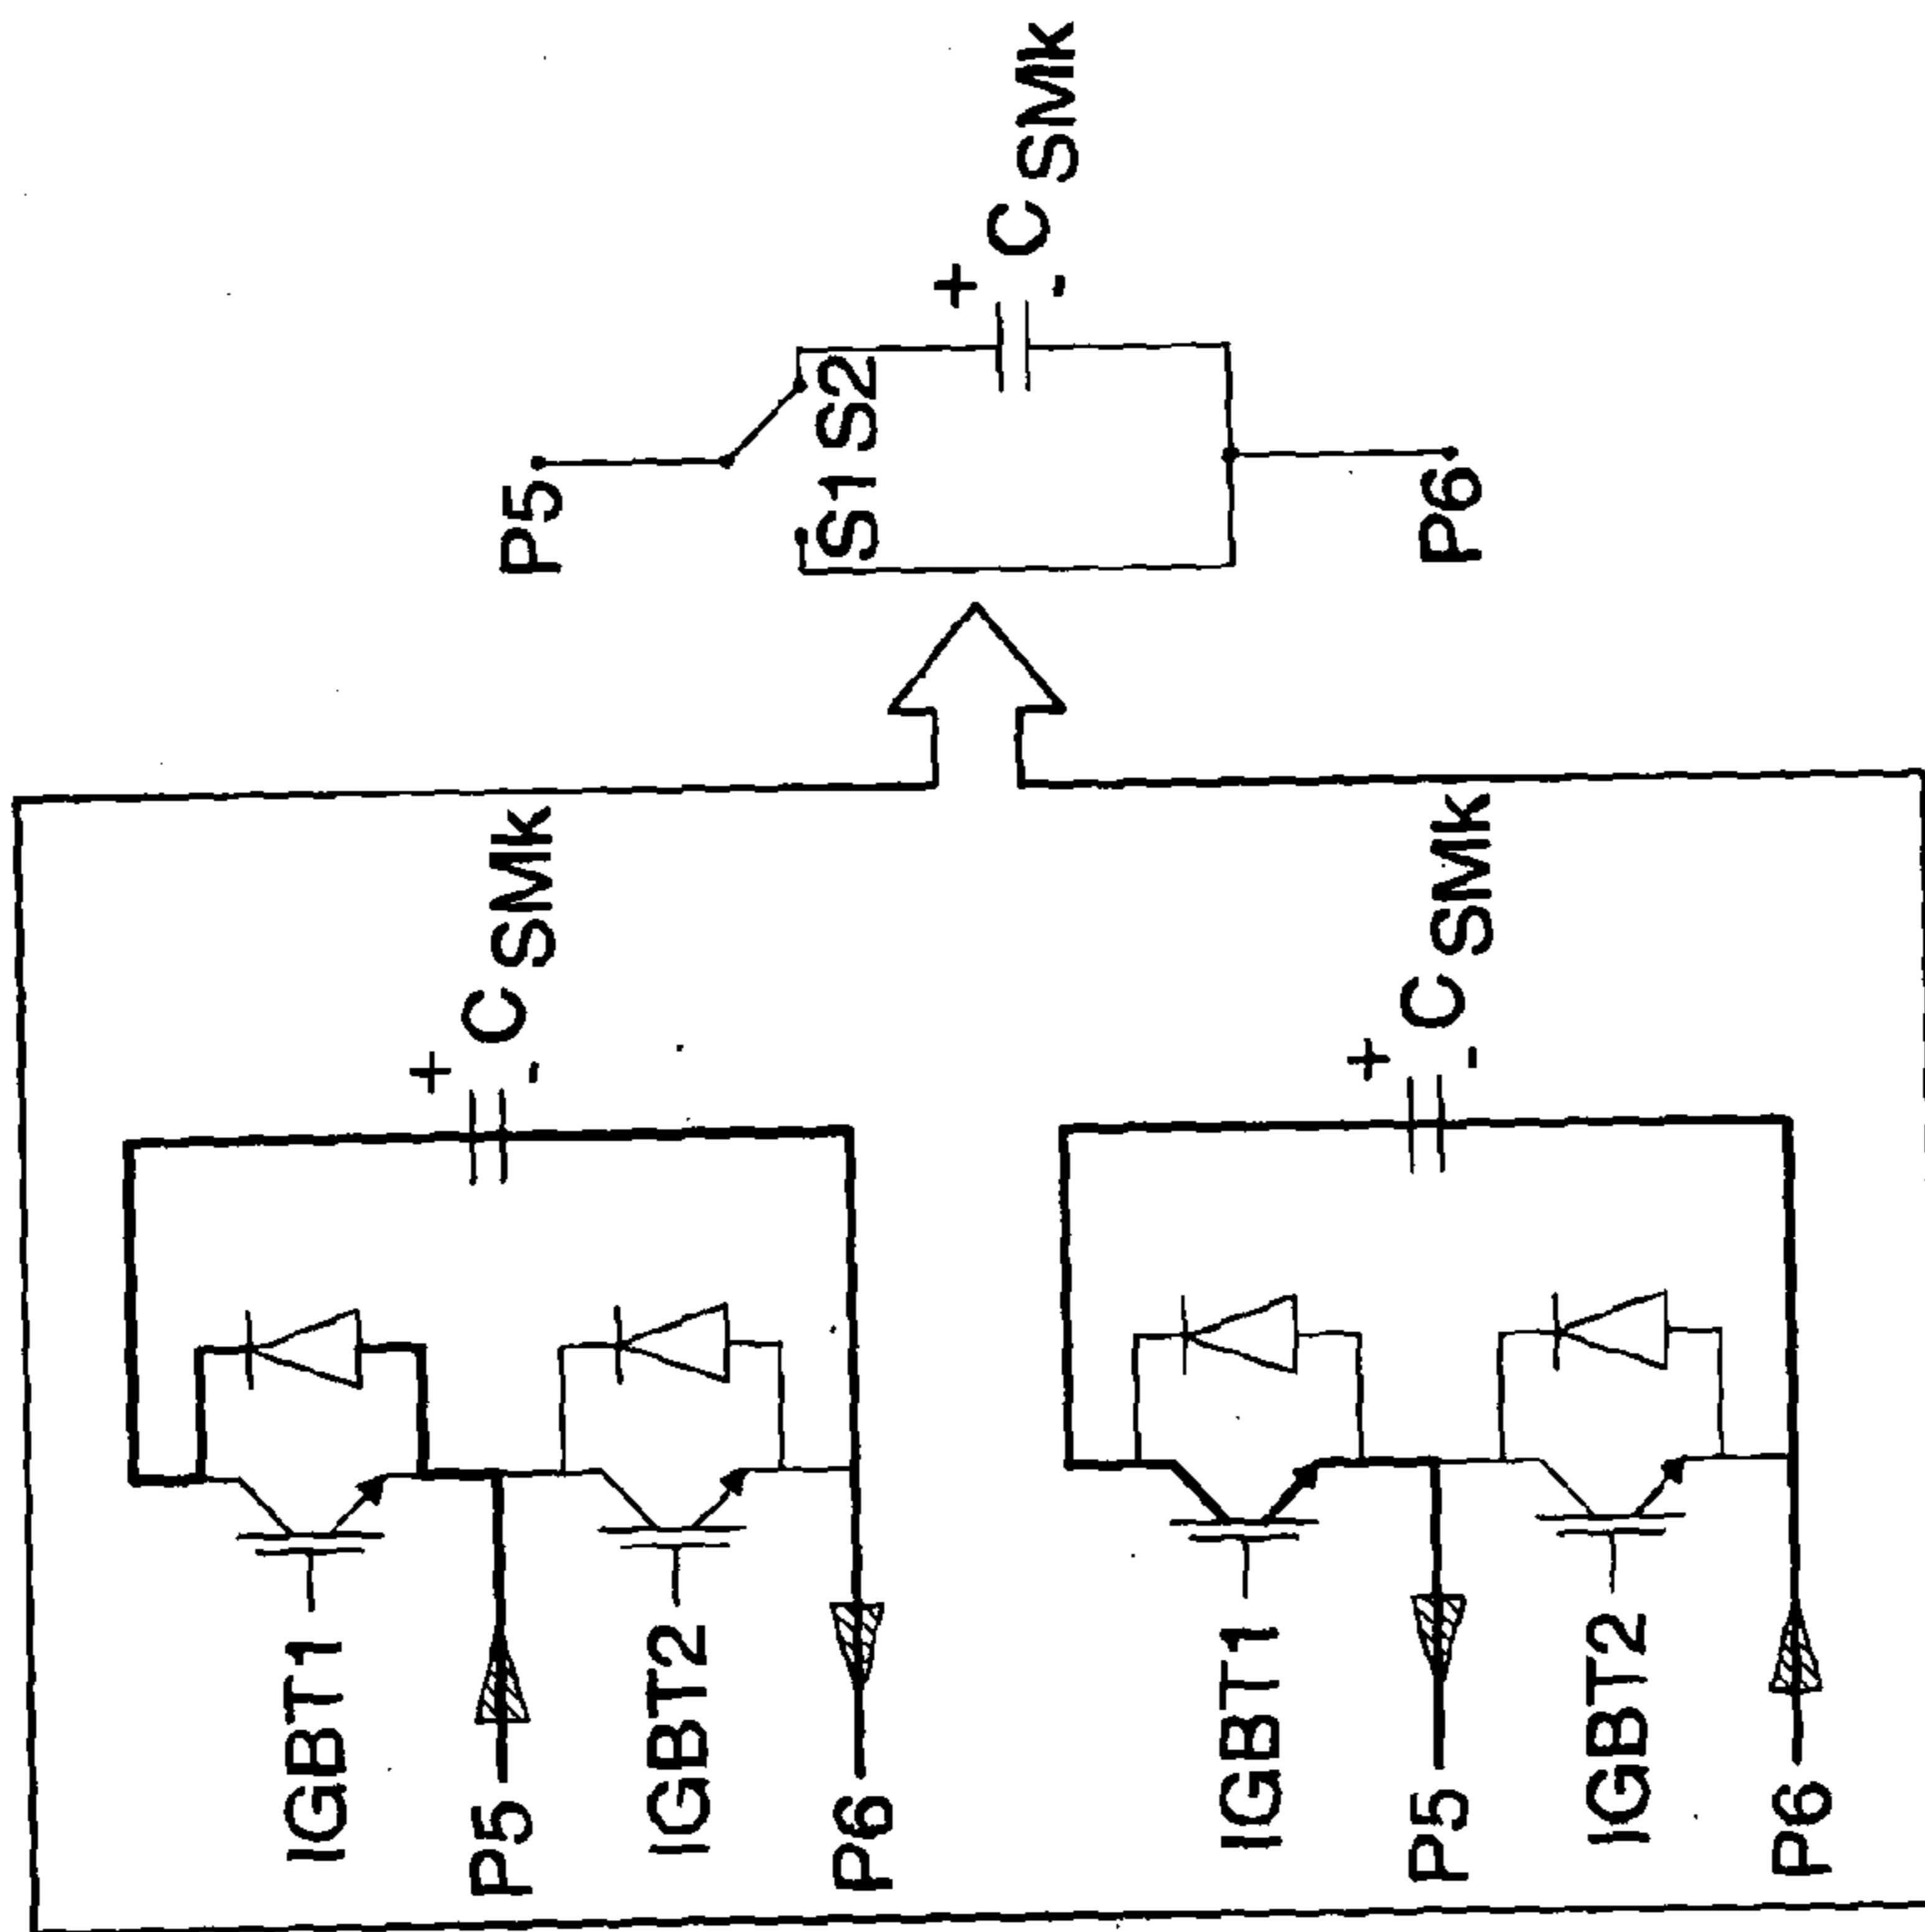 IGBT1
+
P5
C SMk
-
IGBT2
P6
IGBT1
+
P5
C SMk
-
IGBT2
P6
P5
S1 S2
+
C SMk
-
P6